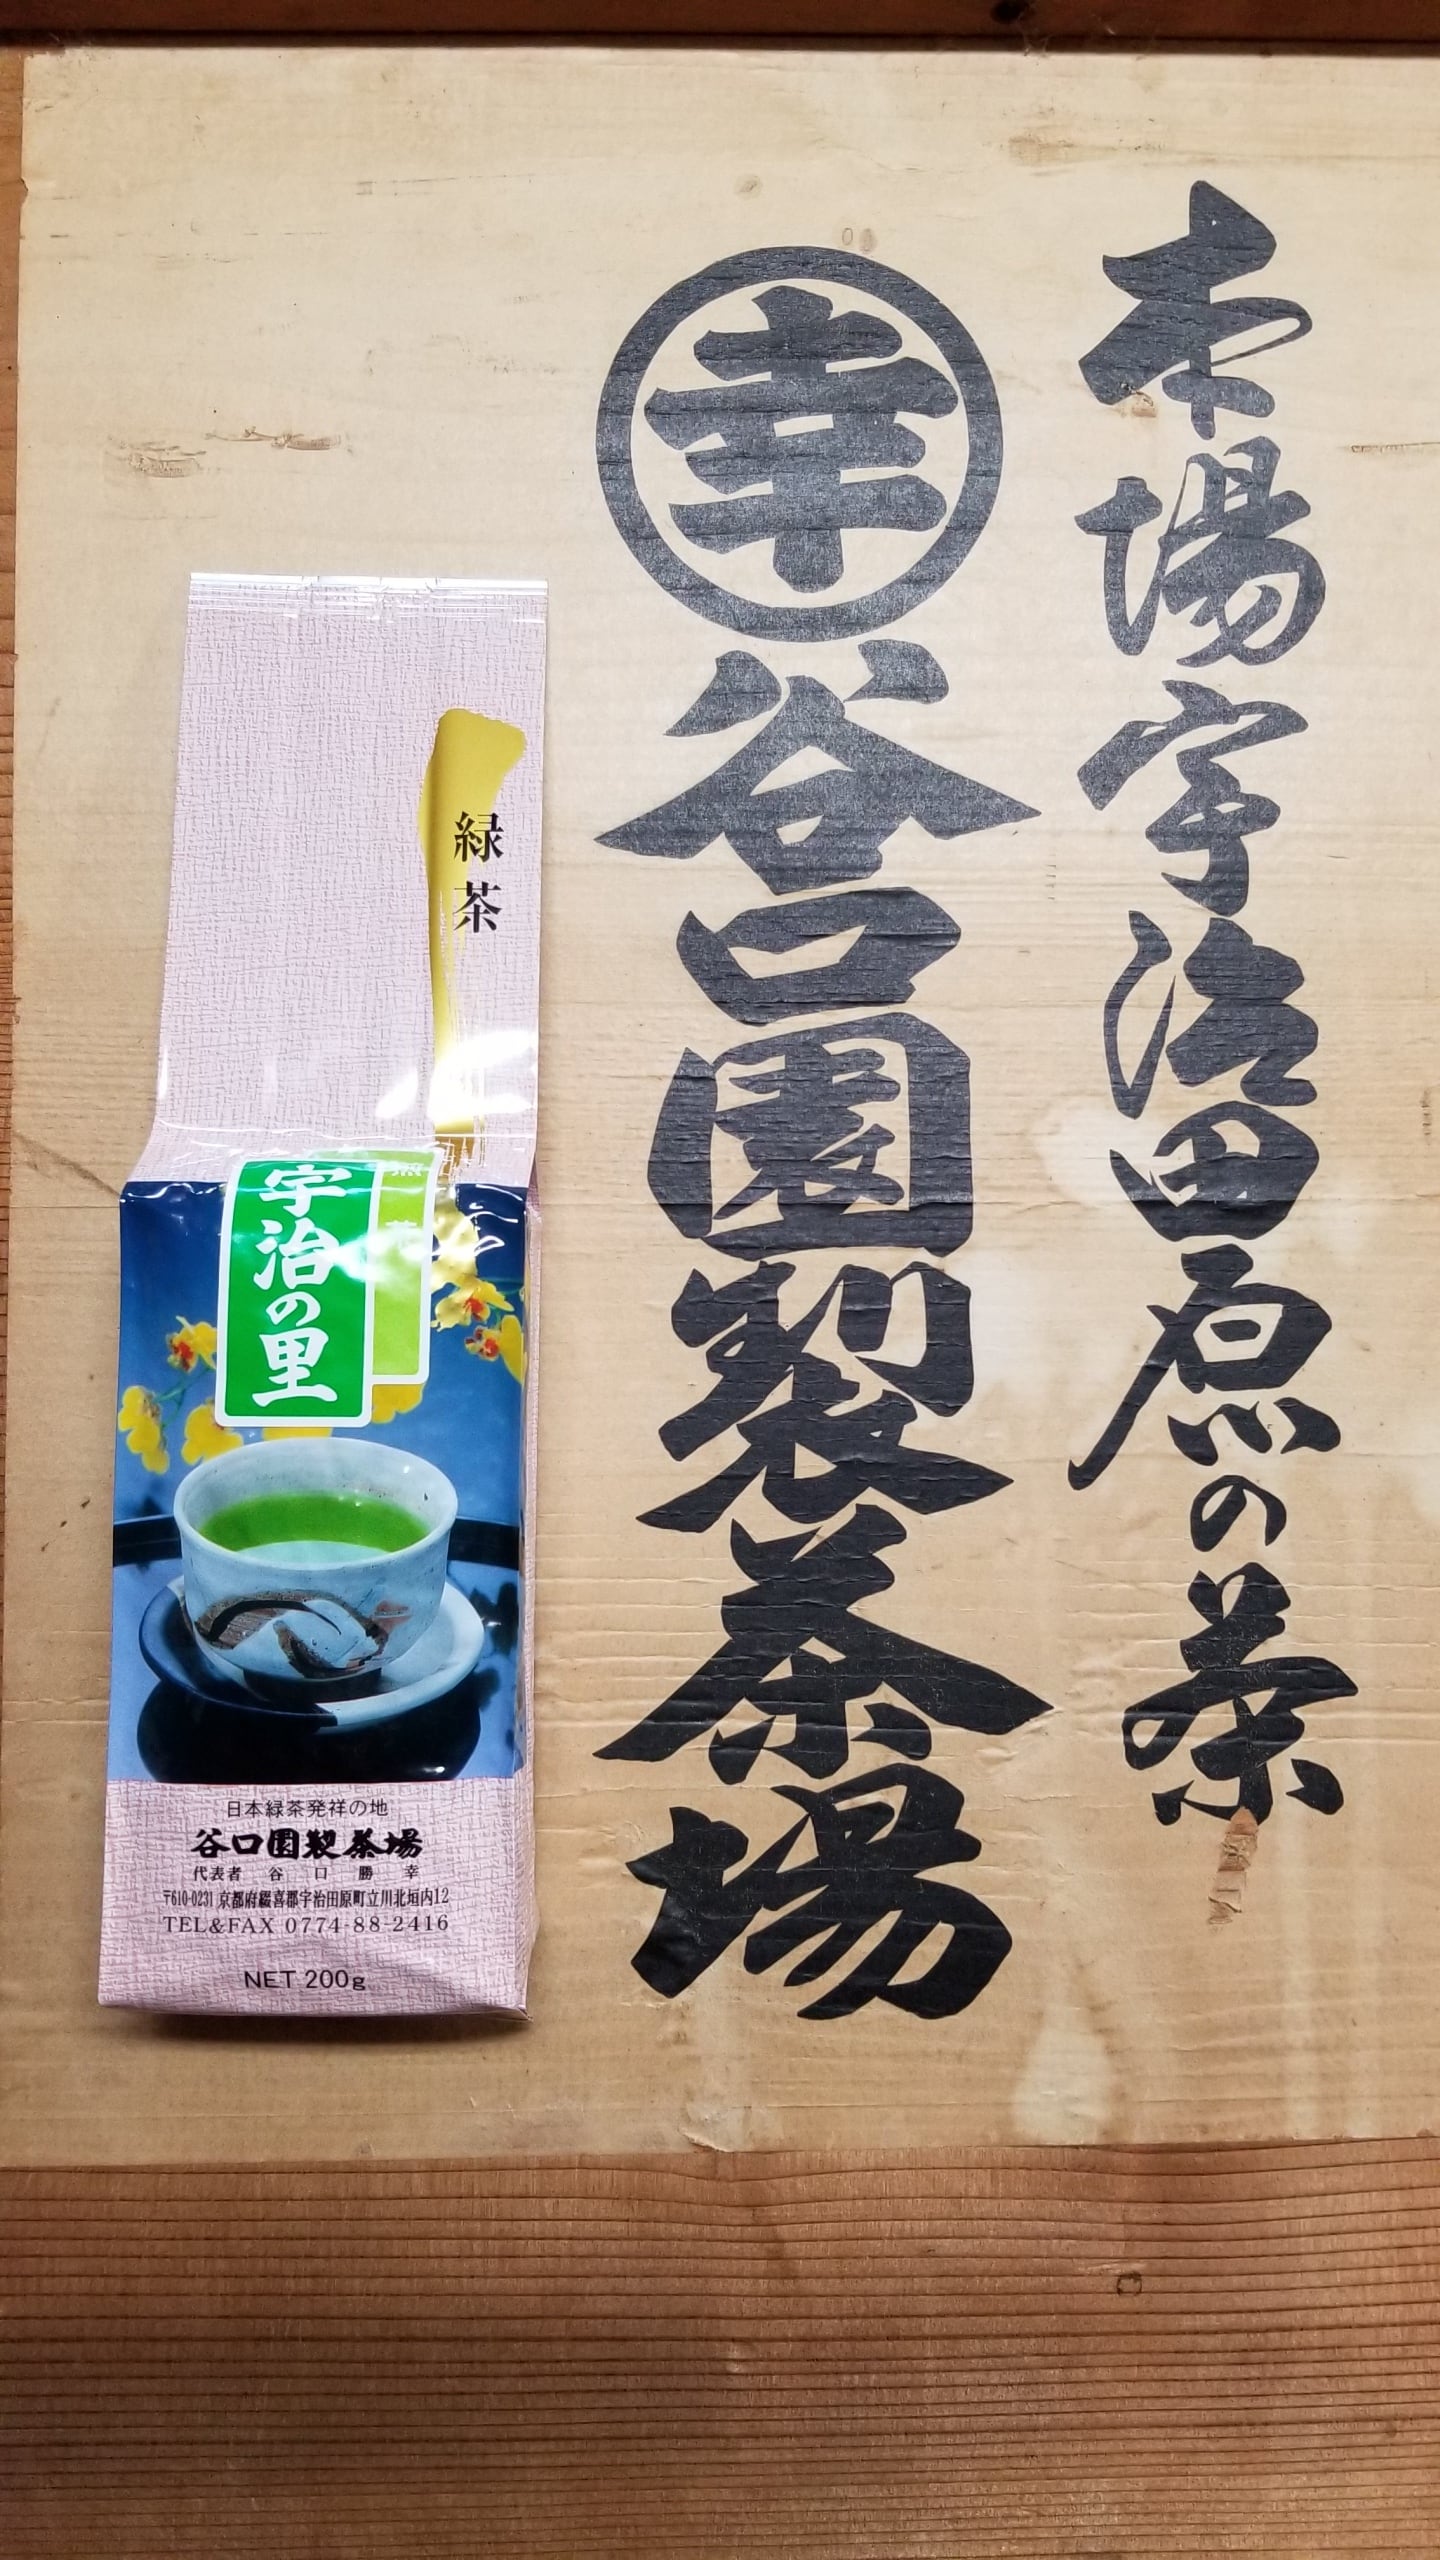 本場宇治田原の茶
幸
谷口園製茶場
緑茶
煎茶
宇治の里
日本緑茶発祥の地
谷口園製茶場
代表者 谷口勝幸
〒610-0231 京都府綴喜郡宇治田原町立川北垣内12
TEL&FAX 0774-88-2416
NET 200g